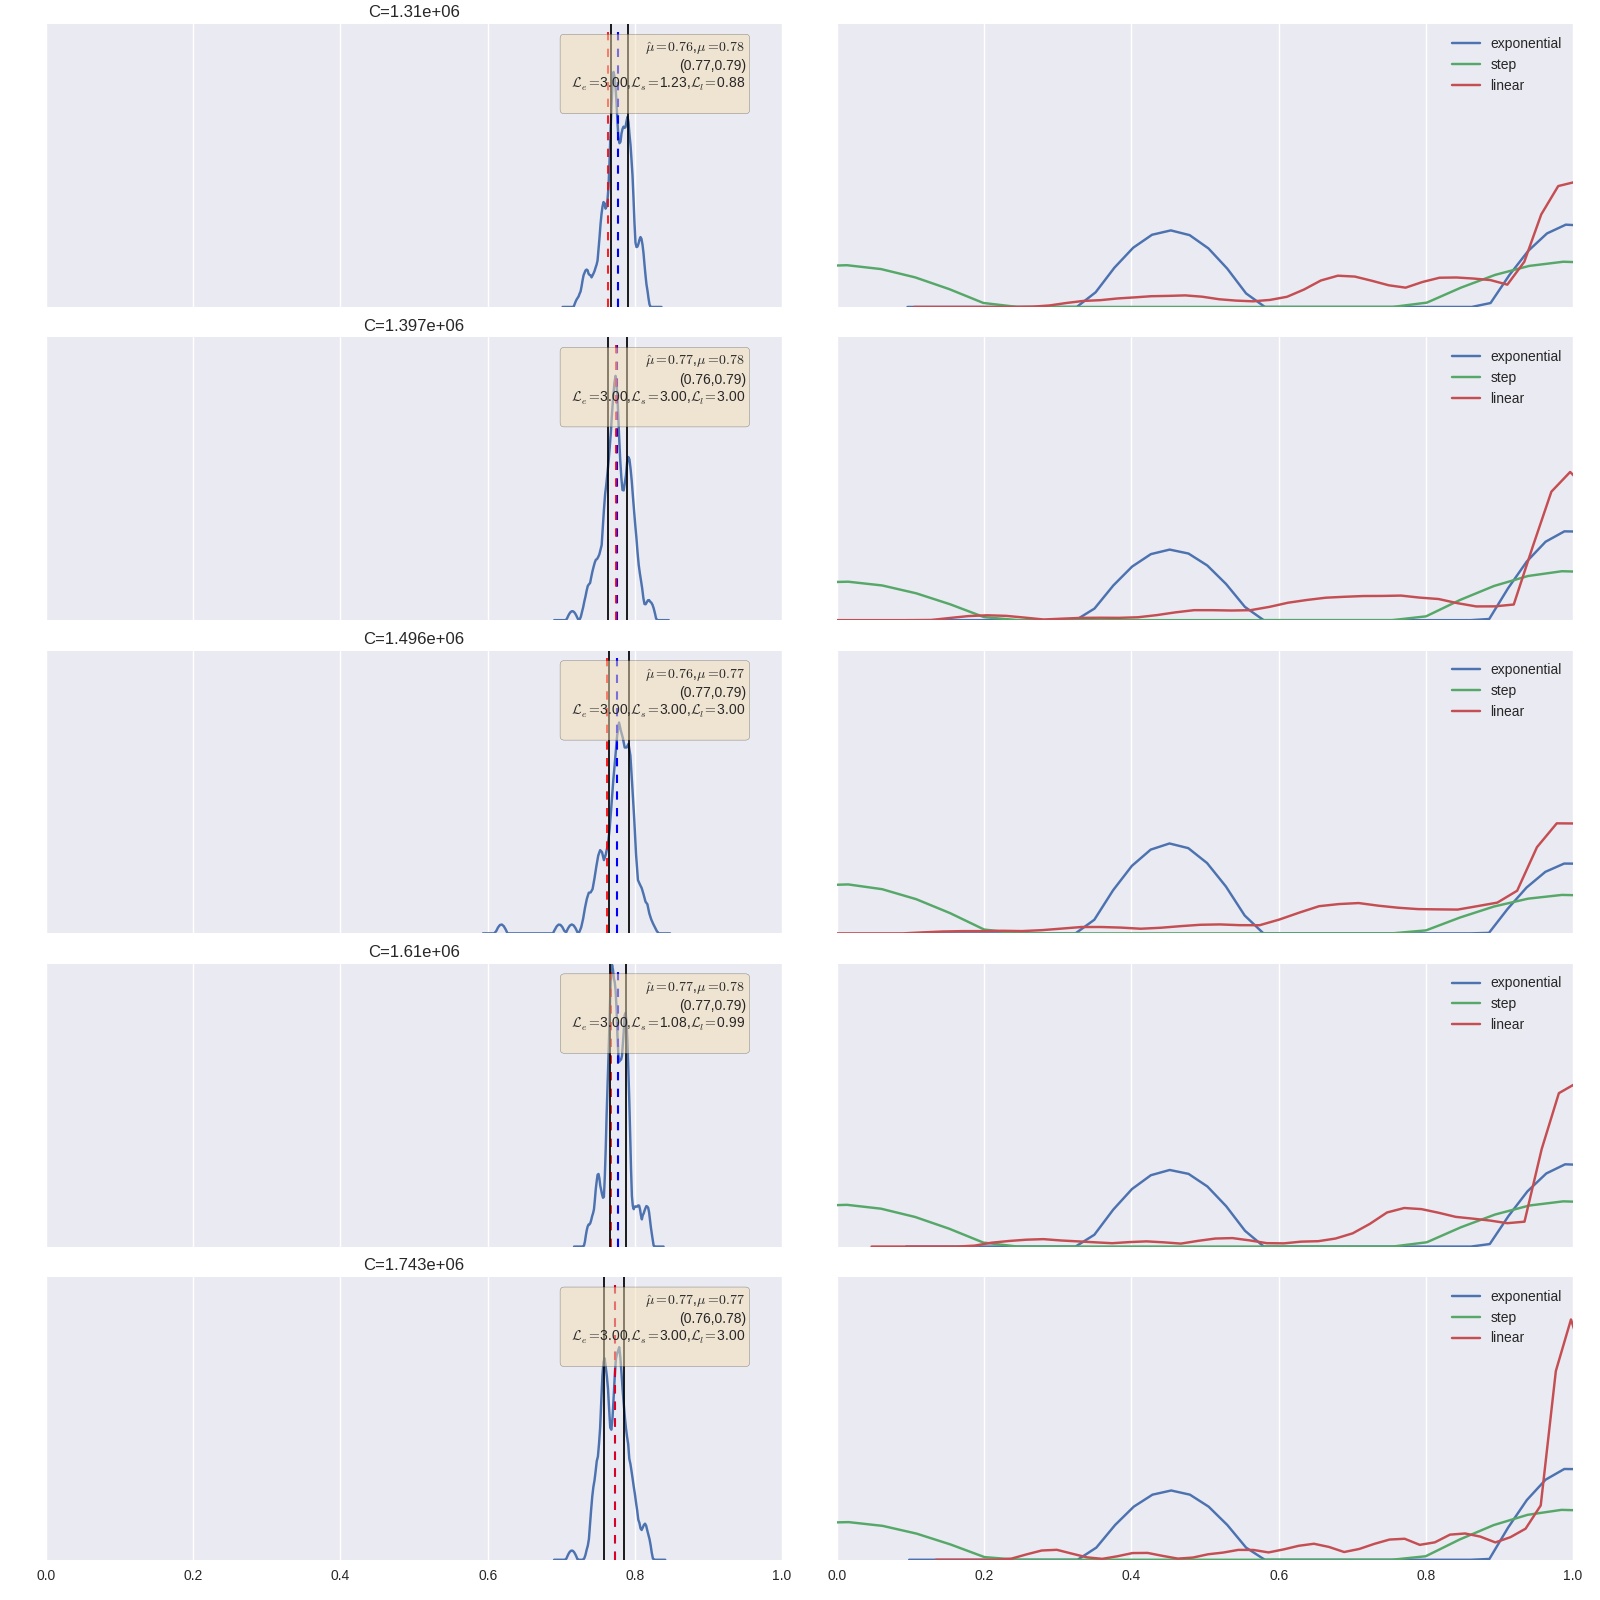 C=1.31e+06
μ̂=0.76,μ=0.78
(0.77,0.79)
ℒₑ=3.00,ℒₛ=1.23,ℒₗ=0.88
exponential
step
linear
C=1.397e+06
μ̂=0.77,μ=0.78
(0.76,0.79)
ℒₑ=3.00,ℒₛ=3.00,ℒₗ=3.00
exponential
step
linear
C=1.496e+06
μ̂=0.76,μ=0.77
(0.77,0.79)
ℒₑ=3.00,ℒₛ=3.00,ℒₗ=3.00
exponential
step
linear
C=1.61e+06
μ̂=0.77,μ=0.78
(0.77,0.79)
ℒₑ=3.00,ℒₛ=1.08,ℒₗ=0.99
exponential
step
linear
C=1.743e+06
μ̂=0.77,μ=0.77
(0.76,0.78)
ℒₑ=3.00,ℒₛ=3.00,ℒₗ=3.00
exponential
step
linear
0.0 0.2 0.4 0.6 0.8 1.0
0.0 0.2 0.4 0.6 0.8 1.0